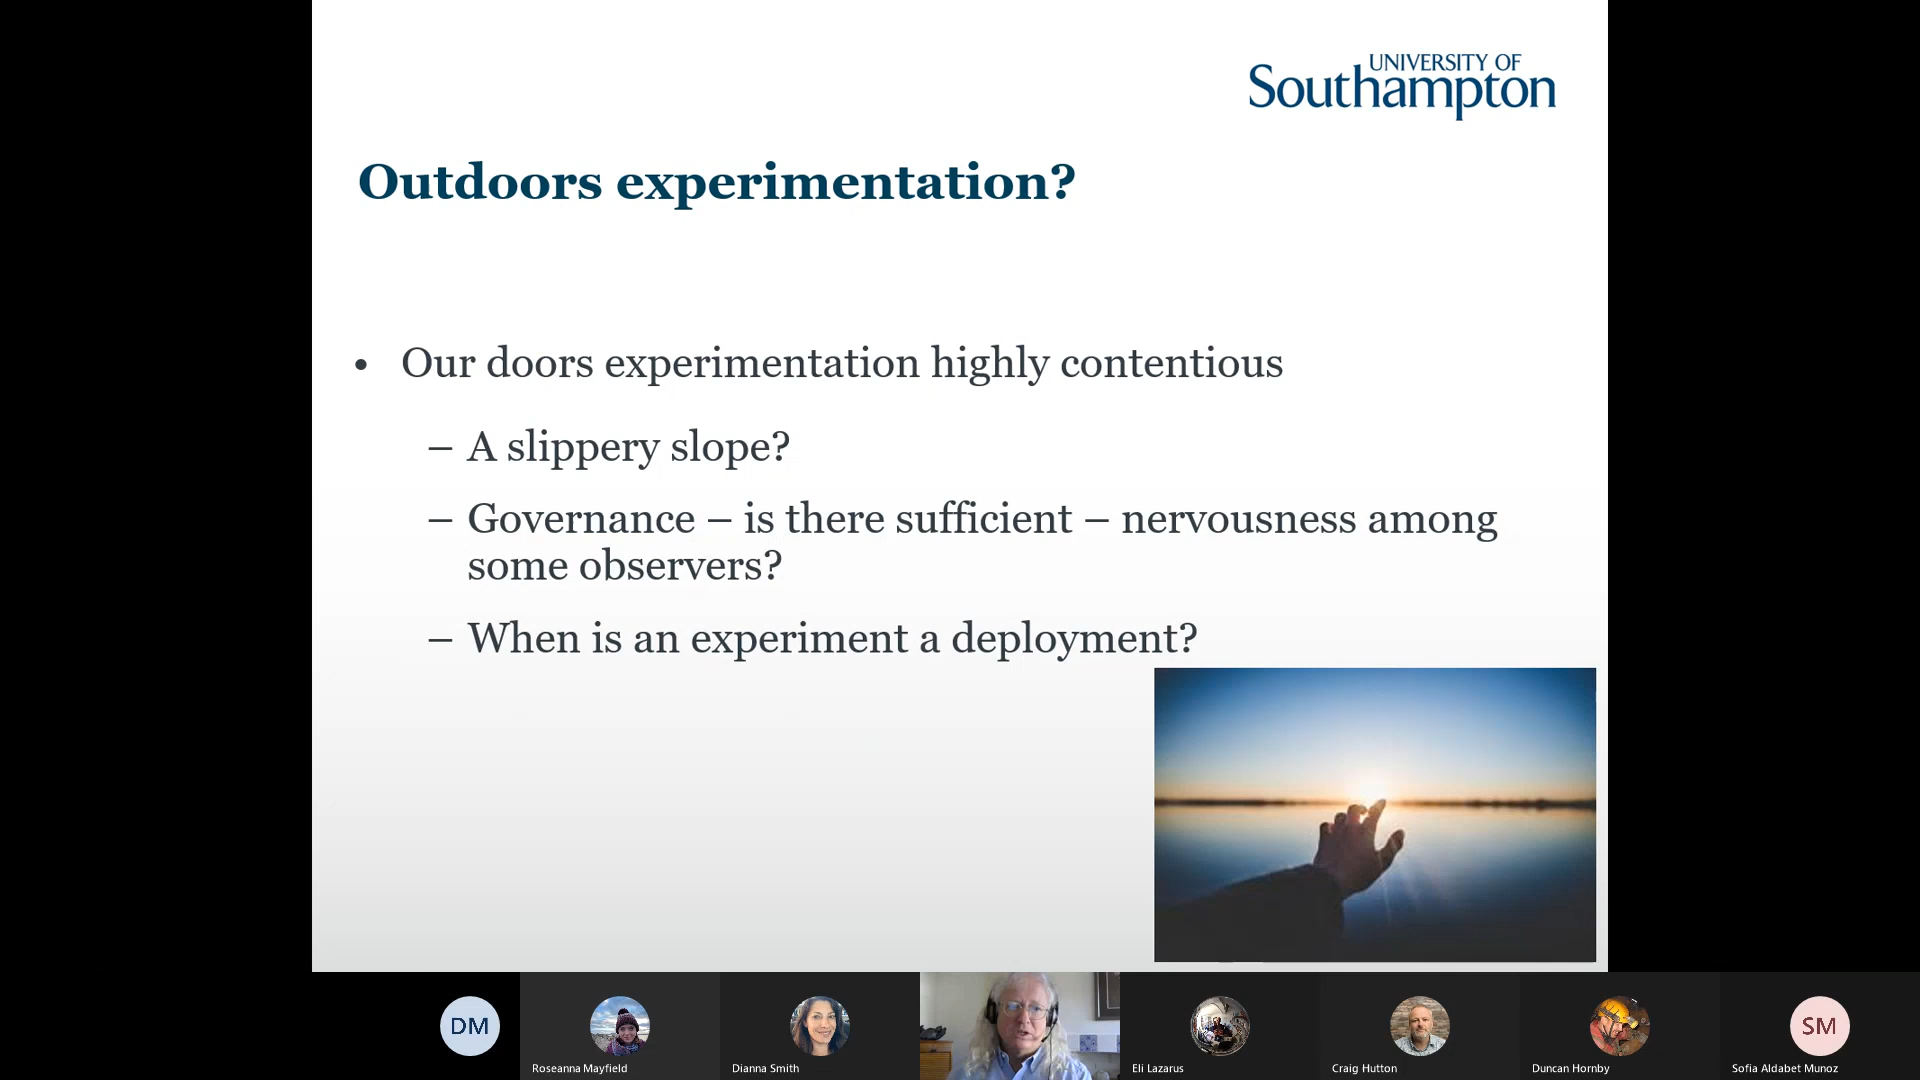 UNIVERSITY OF
Southampton
Outdoors experimentation?
• Our doors experimentation highly contentious
– A slippery slope?
– Governance – is there sufficient – nervousness among
some observers?
– When is an experiment a deployment?
DM
SM
Roseanna Mayfield
Dianna Smith
Eli Lazarus
Craig Hutton
Duncan Hornby
Sofia Aldabet Munoz